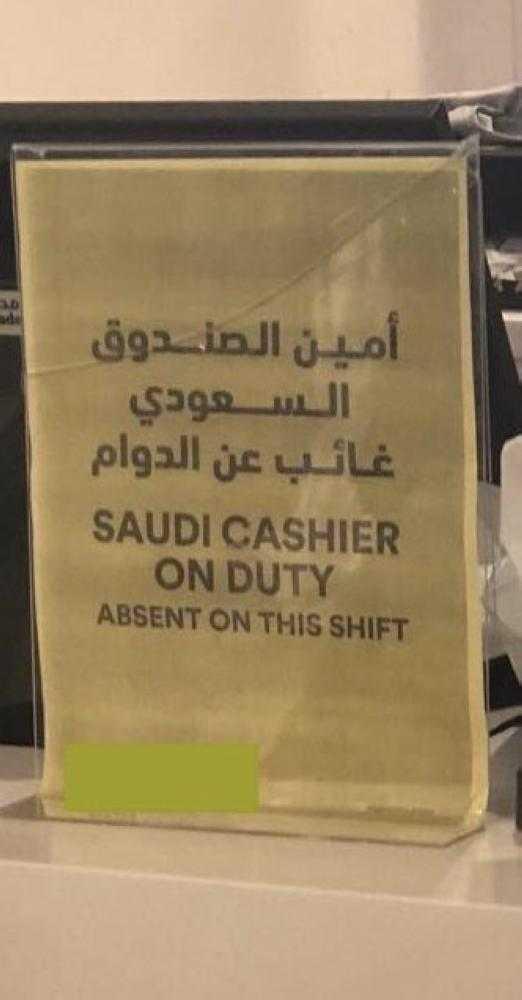 أمين الصندوق
السعودي
غائب عن الدوام
SAUDI CASHIER
ON DUTY
ABSENT ON THIS SHIFT